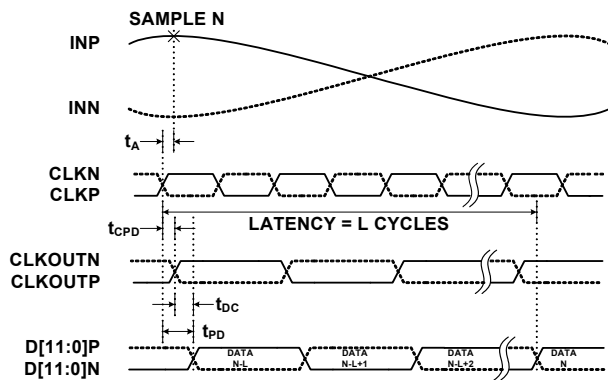 SAMPLE N
INP
INN
tA
CLKN
CLKP
LATENCY = L CYCLES
tCPD
CLKOUTN
CLKOUTP
tDC
tPD
D[11:0]P
D[11:0]N
DATA
N-L
DATA
N-L+1
DATA
N-L+2
DATA
N